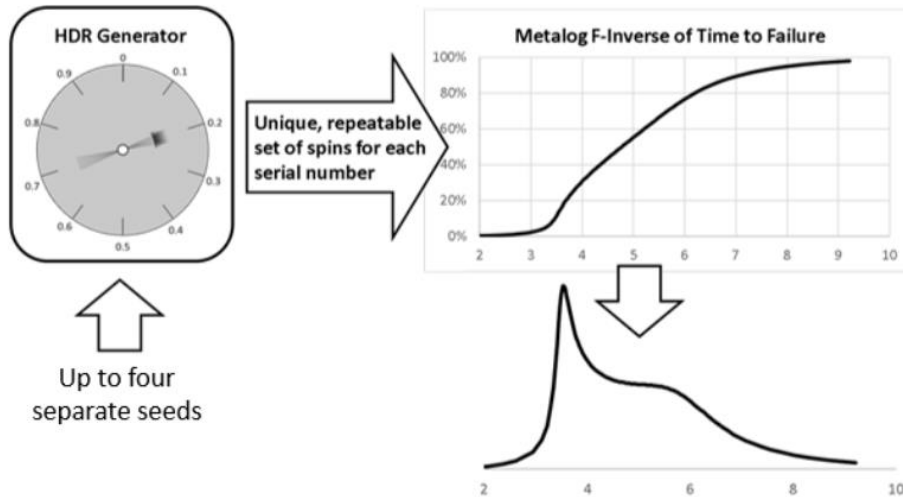 HDR Generator
0
0.1
0.2
0.3
0.4
0.5
0.6
0.7
0.8
0.9
Up to four
separate seeds
Unique, repeatable
set of spins for each
serial number
Metalog F-Inverse of Time to Failure
100%
80%
60%
40%
20%
0%
2 3 4 5 6 7 8 9 10
2 4 6 8 10